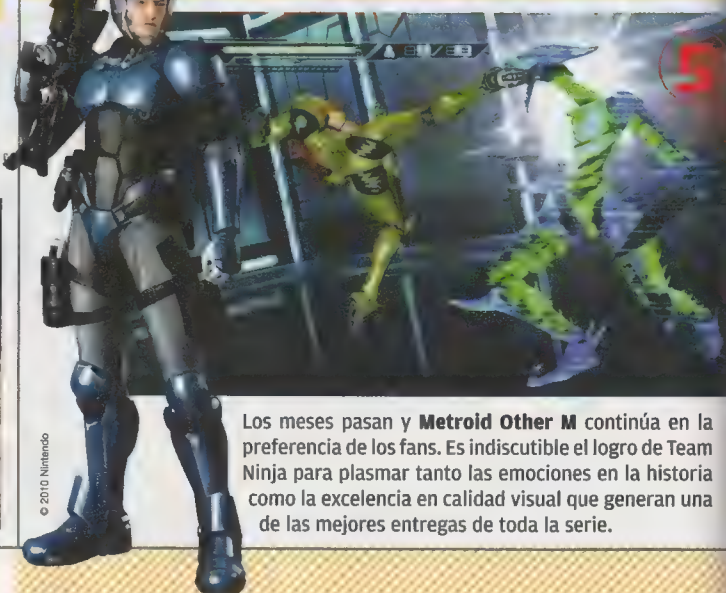 5
Los meses pasan y Metroid Other M continúa en la
preferencia de los fans. Es indiscutible el logro de Team
Ninja para plasmar tanto las emociones en la historia
como la excelencia en calidad visual que generan una
de las mejores entregas de toda la serie.
© 2010 Nintendo